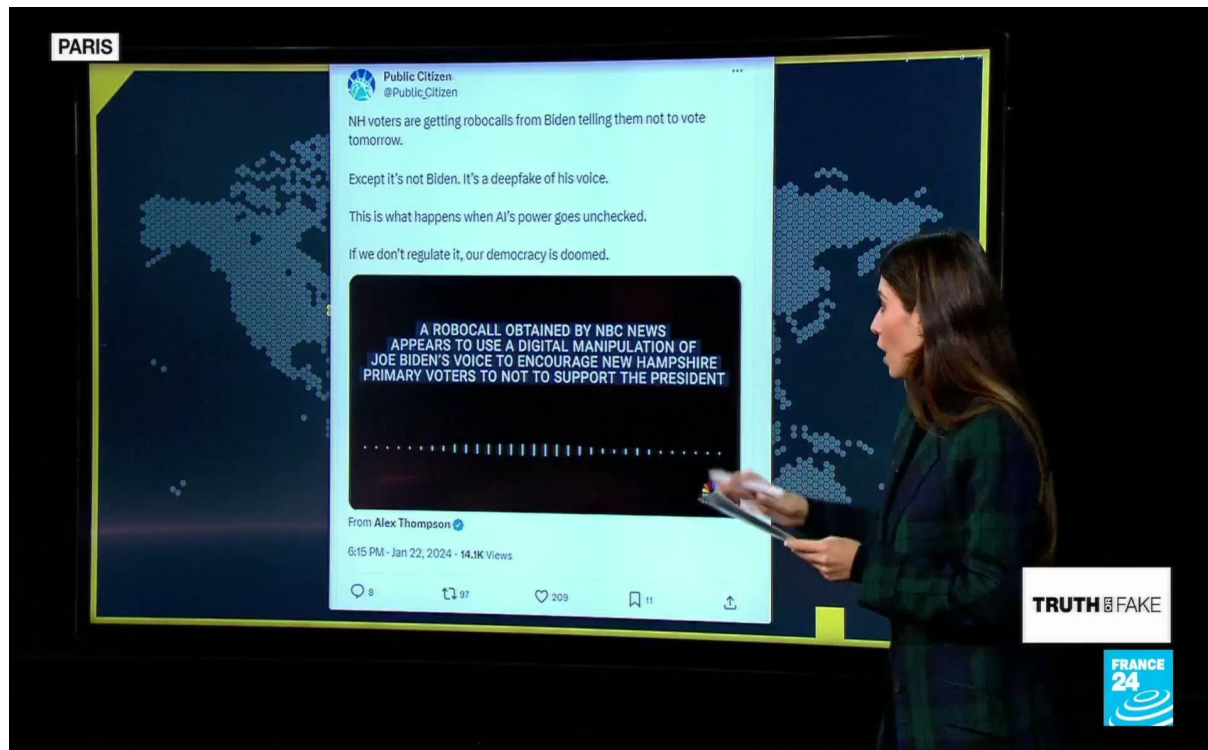 PARIS
Public Citizen
@Public_Citizen
NH voters are getting robocalls from Biden telling them not to vote
tomorrow.
Except it's not Biden. It's a deepfake of his voice.
This is what happens when AI's power goes unchecked.
If we don't regulate it, our democracy is doomed.
A ROBOCALL OBTAINED BY NBC NEWS
APPEARS TO USE A DIGITAL MANIPULATION OF
JOE BIDEN'S VOICE TO ENCOURAGE NEW HAMPSHIRE
PRIMARY VOTERS TO NOT TO SUPPORT THE PRESIDENT
From Alex Thompson
6:15 PM · Jan 22, 2024 · 14.1K Views
8 97 209 11
TRUTH OR FAKE
FRANCE
24